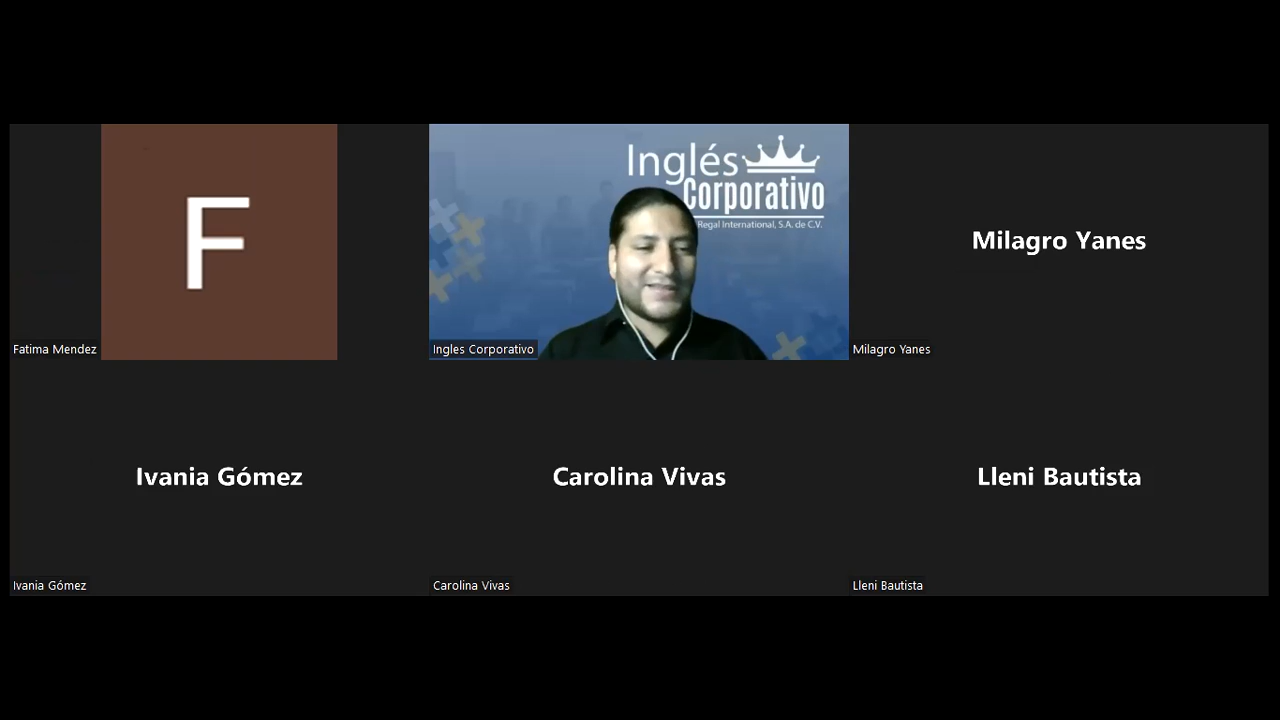 F
Fatima Mendez
Inglés
Corporativo
Regal International, S.A. de C.V.
Ingles Corporativo
Milagro Yanes
Milagro Yanes
Ivania Gómez
Ivania Gómez
Carolina Vivas
Carolina Vivas
Lleni Bautista
Lleni Bautista